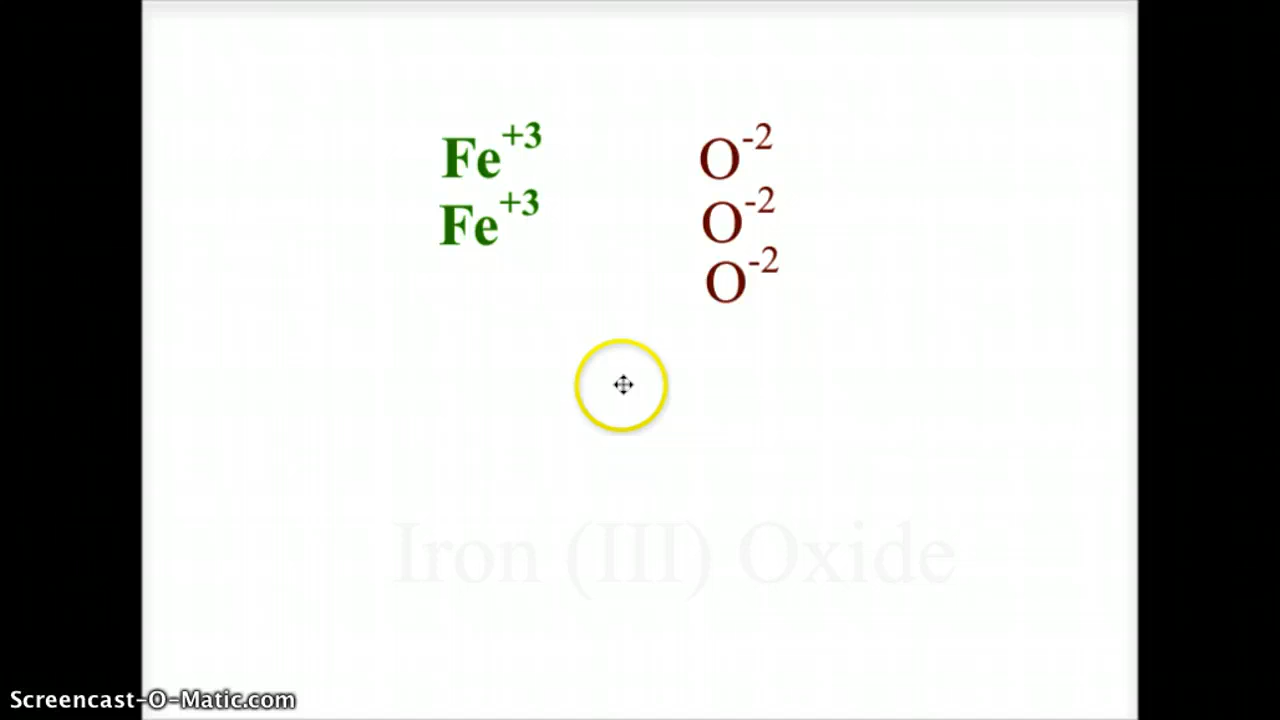 Fe+3 O-2
Fe+3 O-2
O-2
Iron (III) Oxide
Screencast-O-Matic.com